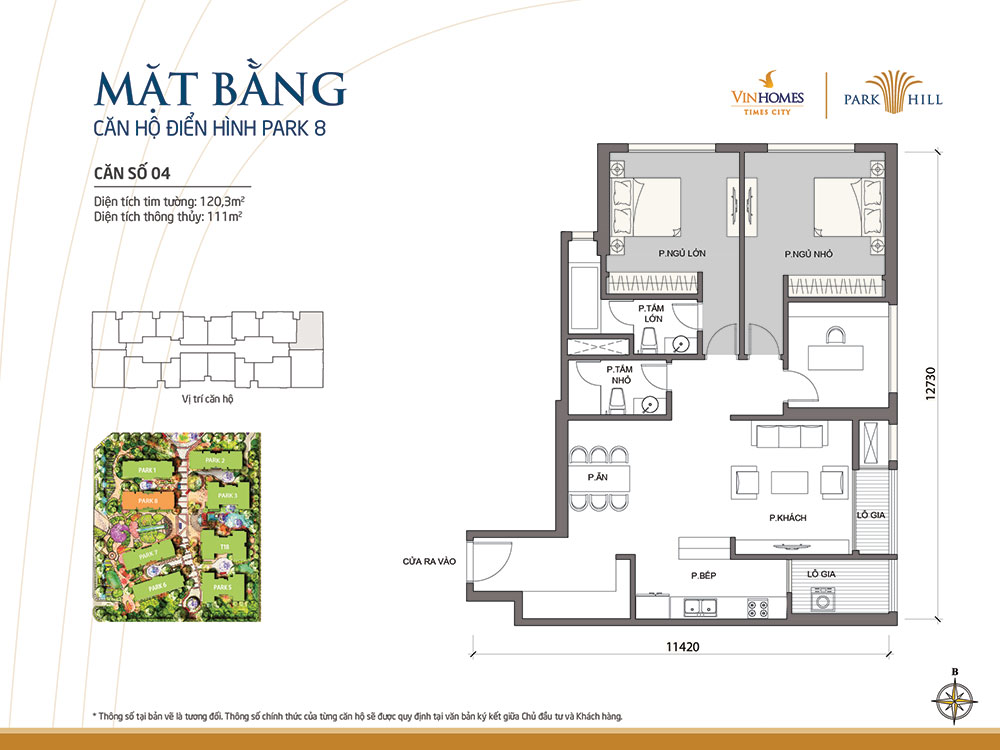 MẶT BẰNG
CĂN HỘ ĐIỂN HÌNH PARK 8
VINHOMES
TIMES CITY
PARK HILL
CĂN SỐ 04
Diện tích tim tường: 120,3m²
Diện tích thông thủy: 111m²
P.NGỦ LỚN
P.NGỦ NHỎ
P.TẮM
LỚN
P.TẮM
NHỎ
Vị trí căn hộ
12730
PARK 1
PARK 2
PARK 8
PARK 3
T18
PARK 7
PARK 6
PARK 5
P.ĂN
P.KHÁCH
LÔ GIA
CỬA RA VÀO
P.BẾP
LÔ GIA
11420
B
* Thông số tại bản vẽ là tương đối. Thông số chính thức của từng căn hộ sẽ được quy định tại văn bản ký kết giữa Chủ đầu tư và Khách hàng.